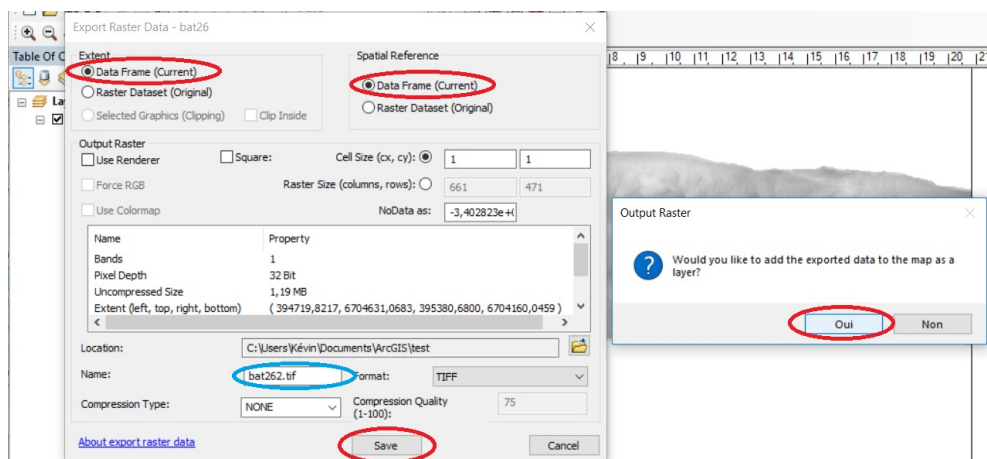 Export Raster Data - bat26
Table Of C
La
Extent
Data Frame (Current)
Raster Dataset (Original)
Selected Graphics (Clipping) Clip Inside
Spatial Reference
Data Frame (Current)
Raster Dataset (Original)
Output Raster
Use Renderer Square: Cell Size (cx, cy): 1 1
Force RGB Raster Size (columns, rows): 661 471
Use Colormap NoData as: -3,402823e+(
Name Property
Bands 1
Pixel Depth 32 Bit
Uncompressed Size 1,19 MB
Extent (left, top, right, bottom) ( 394719,8217, 6704631,0683, 395380,6800, 6704160,0459 )
Location: C:\Users\Kévin\Documents\ArcGIS\test
Name: bat262.tif Format: TIFF
Compression Type: NONE Compression Quality (1-100): 75
About export raster data Save Cancel
8 9 10 11 12 13 14 15 16 17 18 19 20 21
Output Raster
Would you like to add the exported data to the map as a
layer?
Oui Non